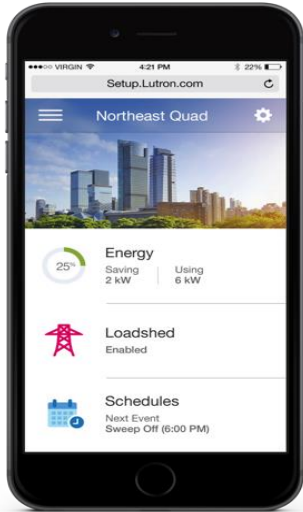 VIRGIN 4:21 PM 22%
Setup.Lutron.com
Northeast Quad
25%
Energy
Saving Using
2 kW 6 kW
Loadshed
Enabled
Schedules
Next Event
Sweep Off (6:00 PM)